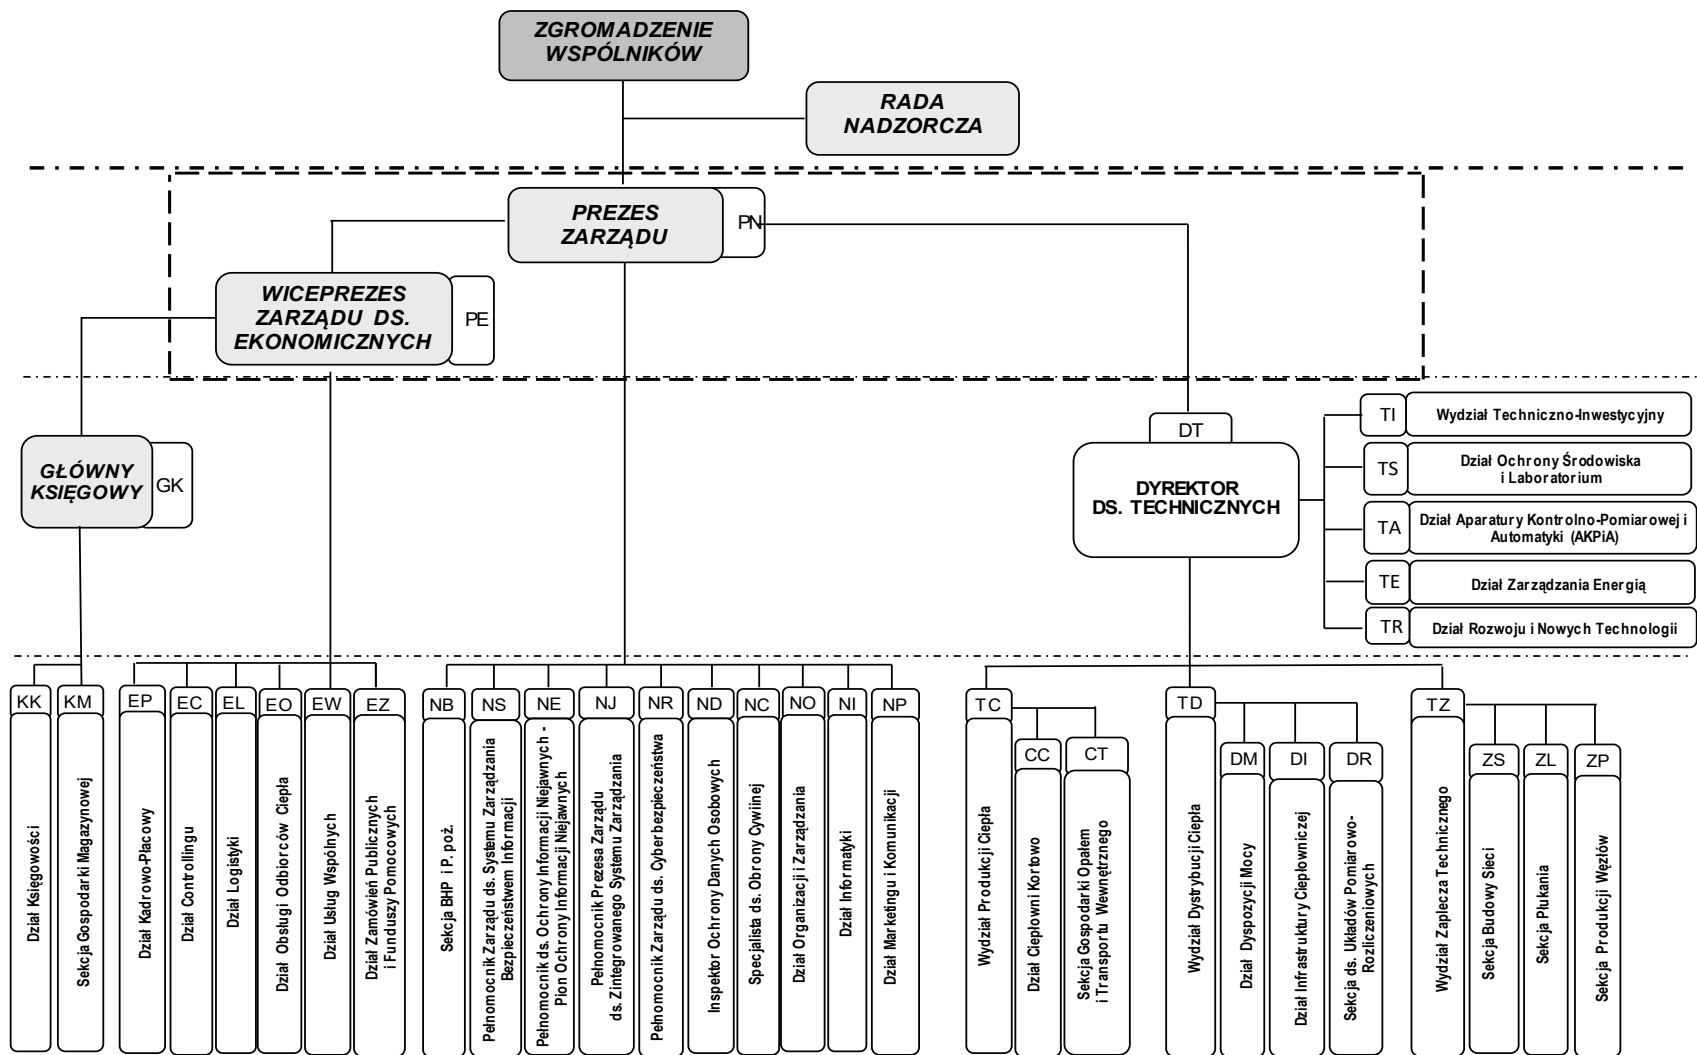 ZGROMADZENIE
WSPÓLNIKÓW
RADA
NADZORCZA
PREZES
ZARZĄDU
PN
WICEPREZES
ZARZĄDU DS.
EKONOMICZNYCH
PE
GŁÓWNY
KSIĘGOWY
GK
DT
DYREKTOR
DS. TECHNICZNYCH
TI
Wydział Techniczno-Inwestycyjny
TS
Dział Ochrony Środowiska
i Laboratorium
TA
Dział Aparatury Kontrolno-Pomiarowej i
Automatyki (AKPiA)
TE
Dział Zarządzania Energią
TR
Dział Rozwoju i Nowych Technologii
KK
Dział Księgowości
KM
Sekcja Gospodarki Magazynowej
EP
Dział Kadrowo-Płacowy
EC
Dział Controllingu
EL
Dział Logistyki
EO
Dział Obsługi Odbiorców Ciepła
EW
Dział Usług Wspólnych
EZ
Dział Zamówień Publicznych
i Funduszy Pomocowych
NB
Sekcja BHP i P. poż.
NS
Pełnomocnik Zarządu ds. Systemu Zarządzania
Bezpieczeństwem Informacji
NE
Pełnomocnik ds. Ochrony Informacji Niejawnych -
Pion Ochrony Informacji Niejawnych
NJ
Pełnomocnik Prezesa Zarządu
ds. Zintegrowanego Systemu Zarządzania
NR
Pełnomocnik Zarządu ds. Cyberbezpieczeństwa
ND
Inspektor Ochrony Danych Osobowych
NC
Specjalista ds. Obrony Cywilnej
NO
Dział Organizacji i Zarządzania
NI
Dział Informatyki
NP
Dział Marketingu i Komunikacji
TC
Wydział Produkcji Ciepła
CC
Dział Ciepłowni Kortowo
CT
Sekcja Gospodarki Opałem
i Transportu Wewnętrznego
TD
Wydział Dystrybucji Ciepła
DM
Dział Dyspozycji Mocy
DI
Dział Infrastruktury Ciepłowniczej
DR
Sekcja ds. Układów Pomiarowo-
Rozliczeniowych
TZ
Wydział Zaplecza Technicznego
ZS
Sekcja Budowy Sieci
ZL
Sekcja Płukania
ZP
Sekcja Produkcji Węzłów